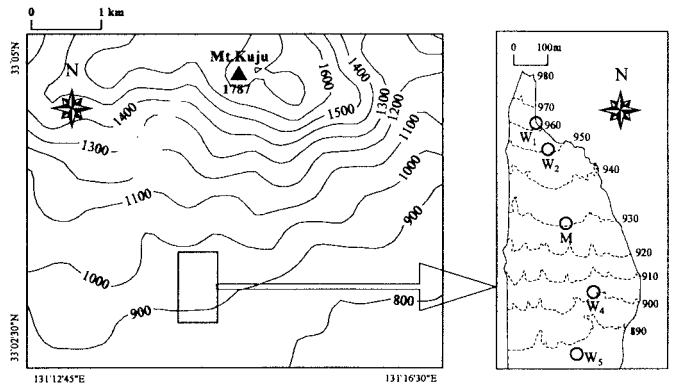 0 1 km
33°05'N
Mt.Kuju
1787
N
1600
1400
1300
1200
1500
1400
1300
1100
1000
1100
900
1000
900
800
33°02'30"N
131°12'45"E
131°16'30"E
0 100m
N
980
970
960
W1
W2
950
940
930
M
920
910
900
W4
890
W5